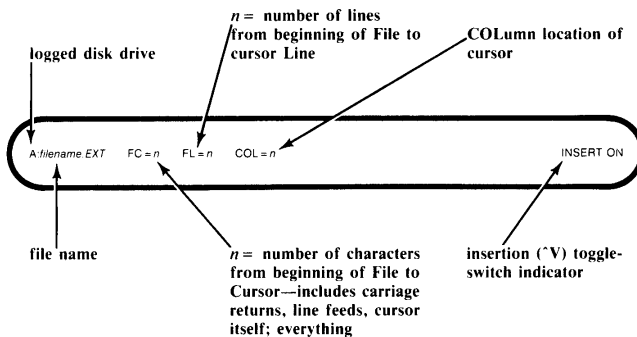 n = number of lines
from beginning of File to
cursor Line
COLumn location of
cursor
logged disk drive
A:filename.EXT FC = n FL = n COL = n INSERT ON
file name
n = number of characters
from beginning of File to
Cursor—includes carriage
returns, line feeds, cursor
itself; everything
insertion (^V) toggle-
switch indicator